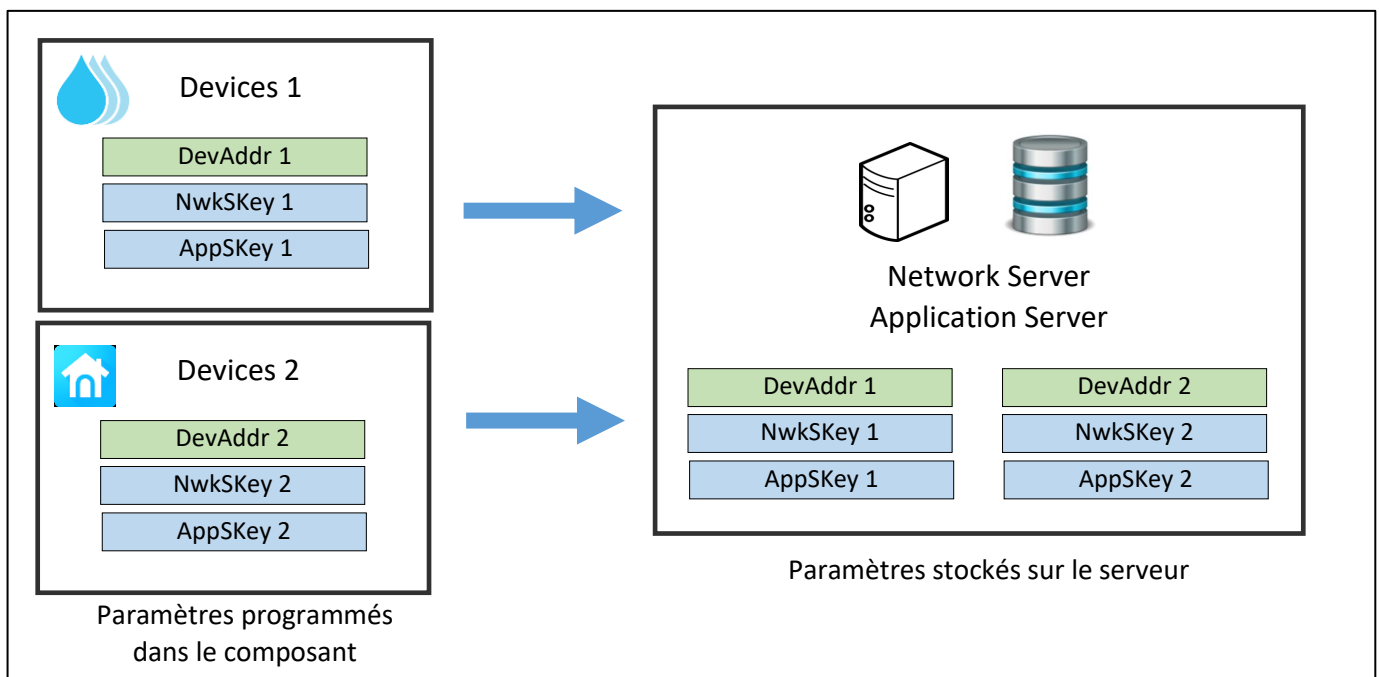 Devices 1
DevAddr 1
NwkSKey 1
AppSKey 1
Devices 2
DevAddr 2
NwkSKey 2
AppSKey 2
Paramètres programmés
dans le composant
Network Server
Application Server
DevAddr 1
NwkSKey 1
AppSKey 1
DevAddr 2
NwkSKey 2
AppSKey 2
Paramètres stockés sur le serveur